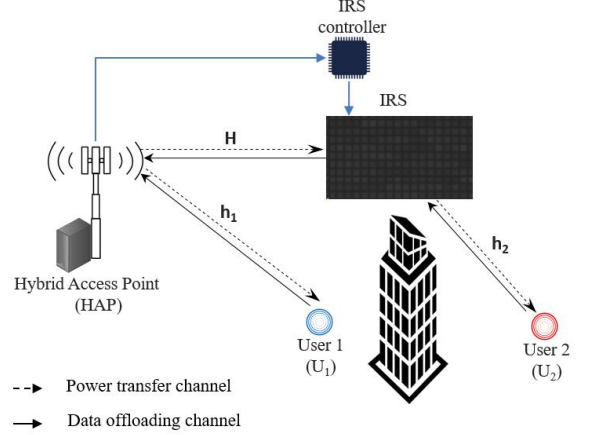 IRS
controller
IRS
H
h₁
h₂
Hybrid Access Point
(HAP)
User 1
(U₁)
User 2
(U₂)
Power transfer channel
Data offloading channel